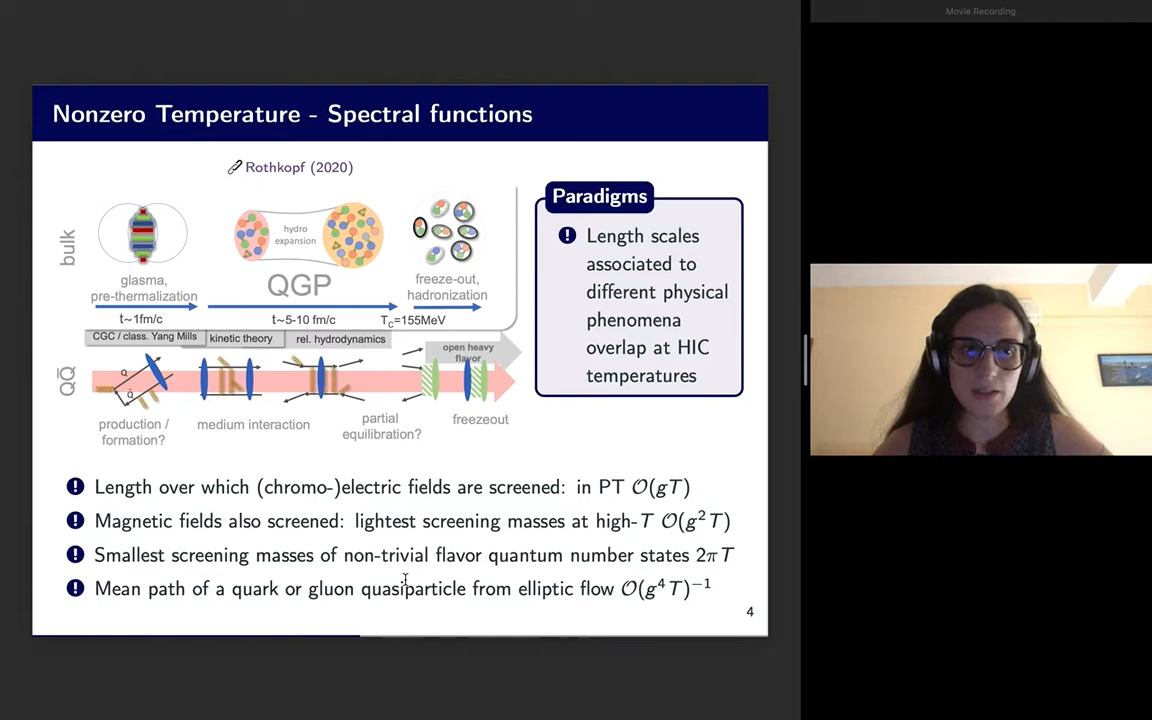 Movie Recording
Nonzero Temperature - Spectral functions
Rothkopf (2020)
bulk
hydro
expansion
glasma,
pre-thermalization
QGP
freeze-out,
hadronization
t~1fm/c
t~5-10 fm/c
T_C=155MeV
CGC / class. Yang Mills
kinetic theory
rel. hydrodynamics
open heavy
flavor
QQ̄
Q
Q̄
production /
formation?
medium interaction
partial
equilibration?
freezeout
Paradigms
Length scales
associated to
different physical
phenomena
overlap at HIC
temperatures
Length over which (chromo-)electric fields are screened: in PT 𝒪(gT)
Magnetic fields also screened: lightest screening masses at high-T 𝒪(g²T)
Smallest screening masses of non-trivial flavor quantum number states 2πT
Mean path of a quark or gluon quasiparticle from elliptic flow 𝒪(g⁴T)⁻¹
4